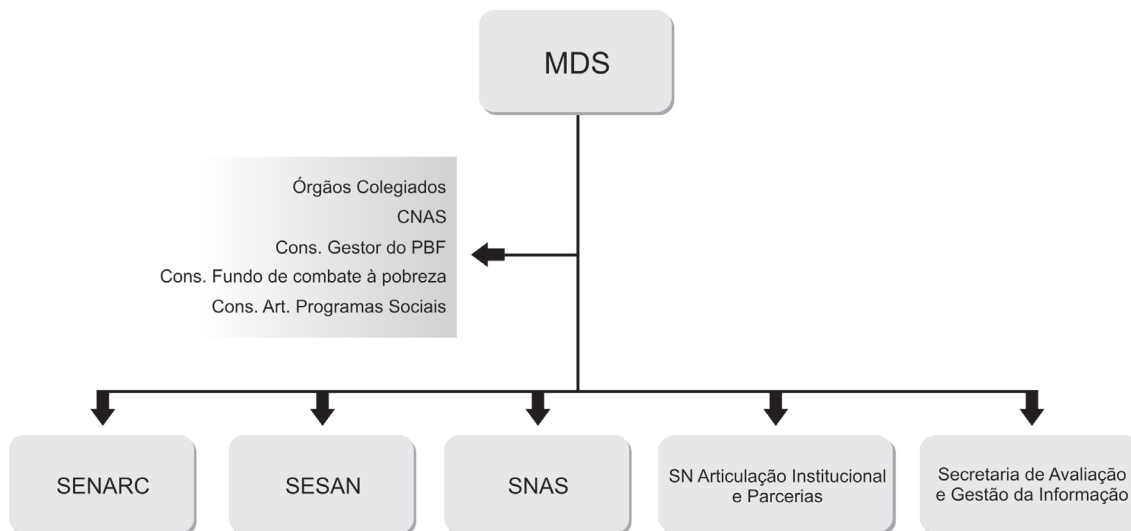 MDS
Órgãos Colegiados
CNAS
Cons. Gestor do PBF
Cons. Fundo de combate à pobreza
Cons. Art. Programas Sociais
SENARC
SESAN
SNAS
SN Articulação Institucional
e Parcerias
Secretaria de Avaliação
e Gestão da Informação